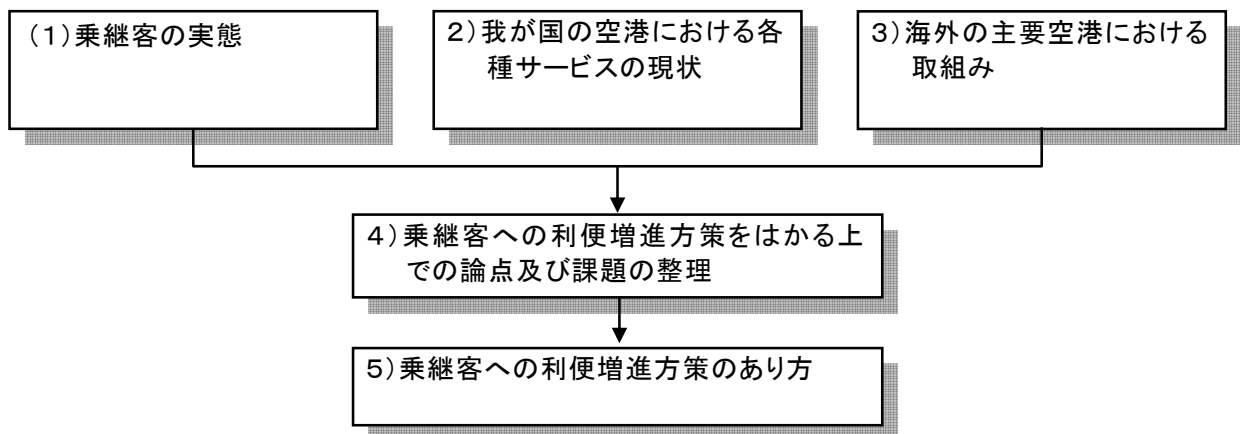 (1)乗継客の実態
2)我が国の空港における各
種サービスの現状
3)海外の主要空港における
取組み
4)乗継客への利便増進方策をはかる上
での論点及び課題の整理
5)乗継客への利便増進方策のあり方